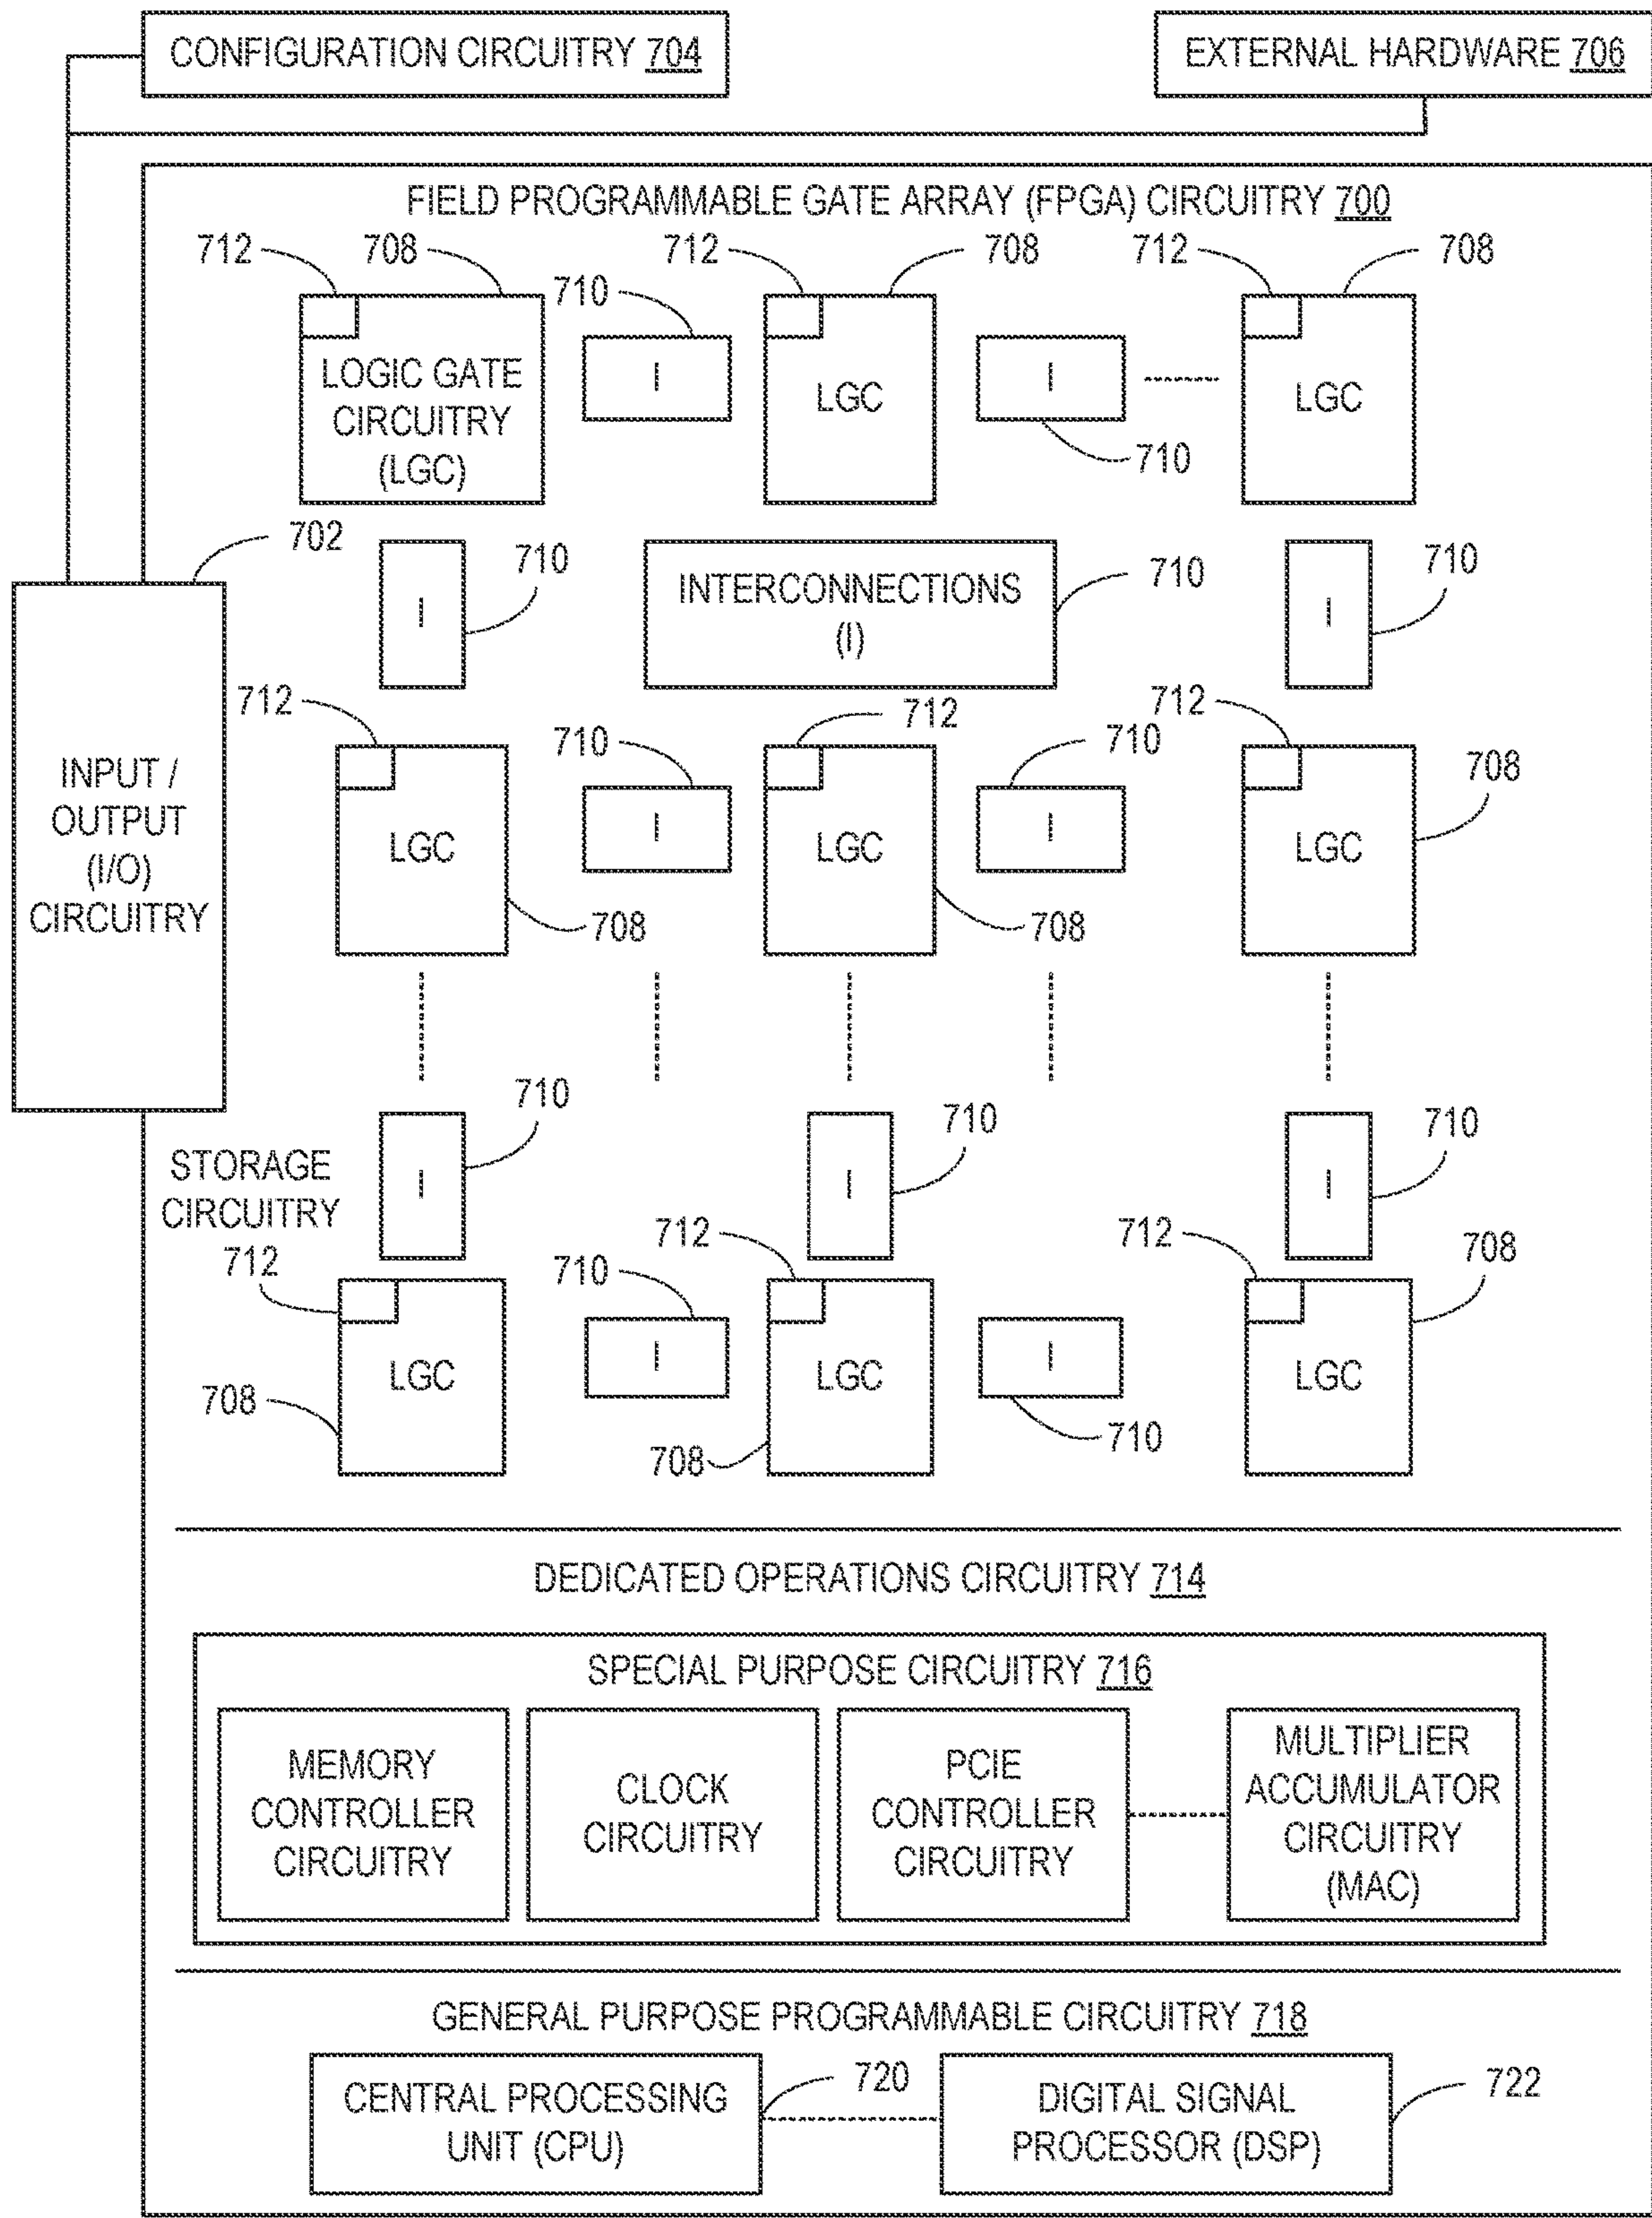 CONFIGURATION CIRCUITRY 704
EXTERNAL HARDWARE 706
FIELD PROGRAMMABLE GATE ARRAY (FPGA) CIRCUITRY 700
712
708
712
708
712
708
710
LOGIC GATE
CIRCUITRY
(LGC)
I
LGC
I
LGC
710
702
710
INTERCONNECTIONS
(I)
710
710
I
I
712
712
712
710
710
708
INPUT /
OUTPUT
(I/O)
CIRCUITRY
LGC
I
LGC
I
LGC
708
708
710
710
710
STORAGE
CIRCUITRY
I
I
I
712
712
712
708
710
LGC
I
LGC
I
LGC
708
708
710
DEDICATED OPERATIONS CIRCUITRY 714
SPECIAL PURPOSE CIRCUITRY 716
MEMORY
CONTROLLER
CIRCUITRY
CLOCK
CIRCUITRY
PCIE
CONTROLLER
CIRCUITRY
MULTIPLIER
ACCUMULATOR
CIRCUITRY
(MAC)
GENERAL PURPOSE PROGRAMMABLE CIRCUITRY 718
CENTRAL PROCESSING
UNIT (CPU)
720
DIGITAL SIGNAL
PROCESSOR (DSP)
722